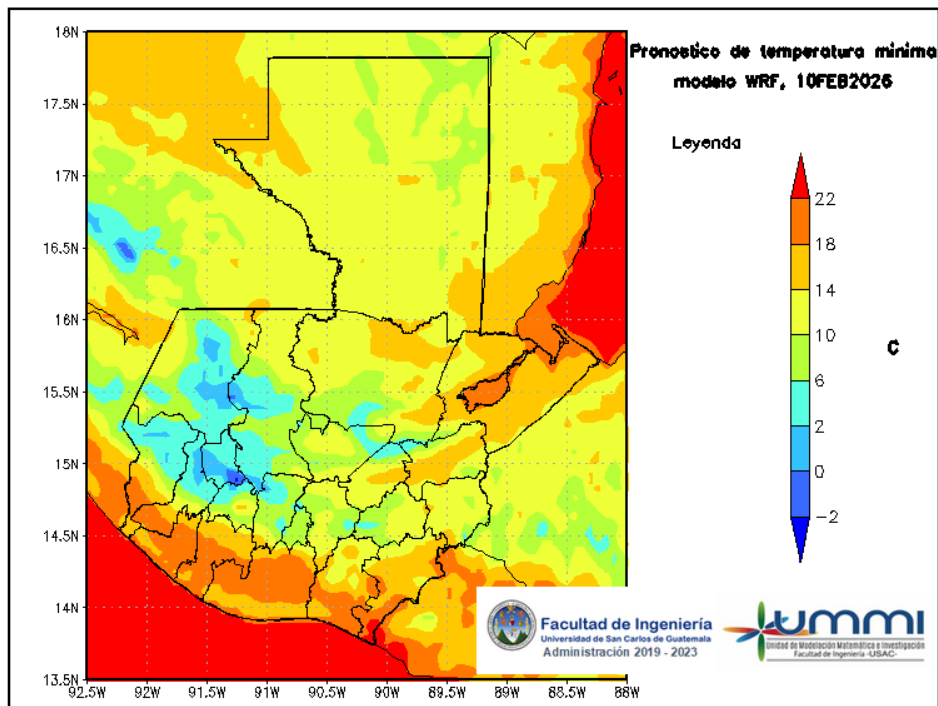 Pronostico de temperatura minima
modelo WRF, 10FEB2026
Leyenda
22
18
14
10
6
2
0
−2
C
18N
17.5N
17N
16.5N
16N
15.5N
15N
14.5N
14N
13.5N
92.5W
92W
91.5W
91W
90.5W
90W
89.5W
89W
88.5W
88W
Facultad de Ingeniería
Universidad de San Carlos de Guatemala
Administración 2019 - 2023
UMMI
Unidad de Modelación Matemática e Investigación
Facultad de Ingeniería -USAC-